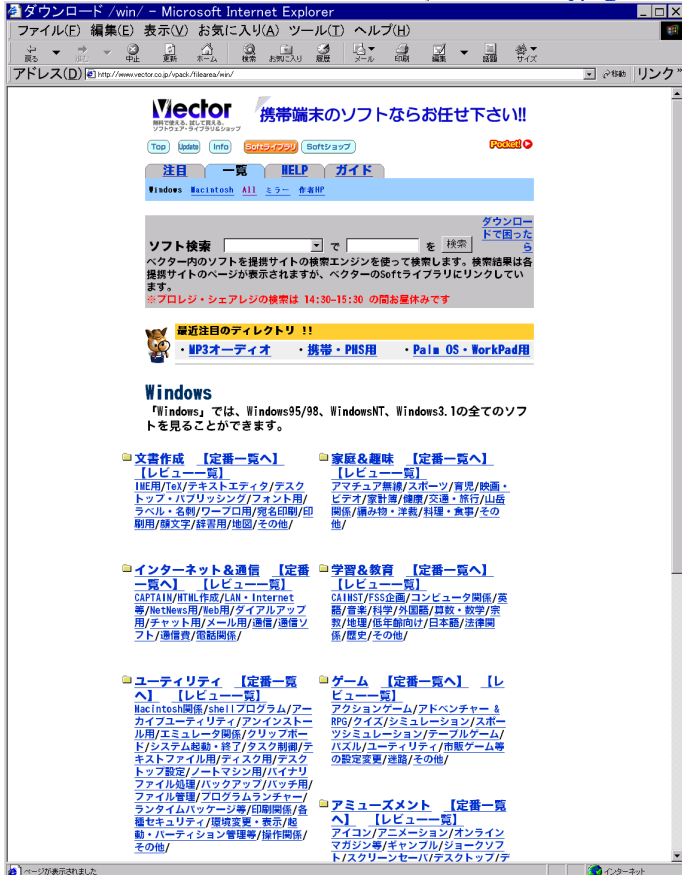 ダウンロード /win/ - Microsoft Internet Explorer
ファイル(F) 編集(E) 表示(V) お気に入り(A) ツール(T) ヘルプ(H)
戻る 中止 更新 ホーム 検索 お気に入り 履歴 メール 印刷 編集 話題 サイズ
アドレス(D) http://www.vector.co.jp/vpack/filearea/win/ 移動 リンク »
Vector 携帯端末のソフトならお任せ下さい!!
無料で使える、試して買える、
ソフトウェア・ライブラリ&ショップ
Top Update Info Softライブラリ Softショップ Pocket!
注目 一覧 HELP ガイド
Windows Macintosh All ミラー 作者HP
ダウンロードで困ったら
ソフト検索 で を 検索
ベクター内のソフトを提携サイトの検索エンジンを使って検索します。検索結果は各
提携サイトのページが表示されますが、ベクターのSoftライブラリにリンクしてい
ます。
※プロレジ・シェアレジの検索は 14:30-15:30 の間お昼休みです
最近注目のディレクトリ !!
・MP3オーディオ ・携帯・PHS用 ・Palm OS・WorkPad用
Windows
「Windows」では、Windows95/98、WindowsNT、Windows3.1の全てのソフ
トを見ることができます。
文書作成 【定番一覧へ】
【レビュー一覧】
IME用/TeX/テキストエディタ/デスク
トップ・パブリッシング/フォント用/
ラベル・名刺/ワープロ用/宛名印刷/印
刷用/顔文字/辞書用/地図/その他/
家庭&趣味 【定番一覧へ】
【レビュー一覧】
アマチュア無線/スポーツ/育児/映画・
ビデオ/家計簿/健康/交通・旅行/山岳
関係/編み物・洋裁/料理・食事/その
他/
インターネット&通信 【定番
一覧へ】 【レビュー一覧】
CAPTAIN/HTML作成/LAN・Internet
等/NetNews用/Web用/ダイアルアップ
用/チャット用/メール用/通信/通信ソ
フト/通信費/電話関係/
学習&教育 【定番一覧へ】
【レビュー一覧】
CAIMST/FSS企画/コンピュータ関係/英
語/音楽/科学/外国語/算数・数学/宗
教/地理/低年齢向け/日本語/法律関
係/歴史/その他/
ユーティリティ 【定番一覧
へ】 【レビュー一覧】
Macintosh関係/shellプログラム/アー
カイブユーティリティ/アンインストー
ル用/エミュレータ関係/クリップボー
ド/システム起動・終了/タスク制御/テ
キストファイル用/ディスク用/デスク
トップ設定/ノートマシン用/バイナリ
ファイル処理/バックアップ/バッチ用/
ファイル管理/プログラムランチャー/
ランタイムパッケージ等/印刷関係/各
種セキュリティ/環境変更・表示/起
動・パーティション管理等/操作関係/
その他/
ゲーム 【定番一覧へ】 【レ
ビュー一覧】
アクションゲーム/アドベンチャー &
RPG/クイズ/シミュレーション/スポー
ツシミュレーション/テーブルゲーム/
パズル/ユーティリティ/市販ゲーム等
の設定変更/迷路/その他/
アミューズメント 【定番一覧
へ】 【レビュー一覧】
アイコン/アニメーション/オンライン
マガジン等/ギャンブル/ジョークソフ
ト/スクリーンセーバ/デスクトップ/デ
ページが表示されました インターネット